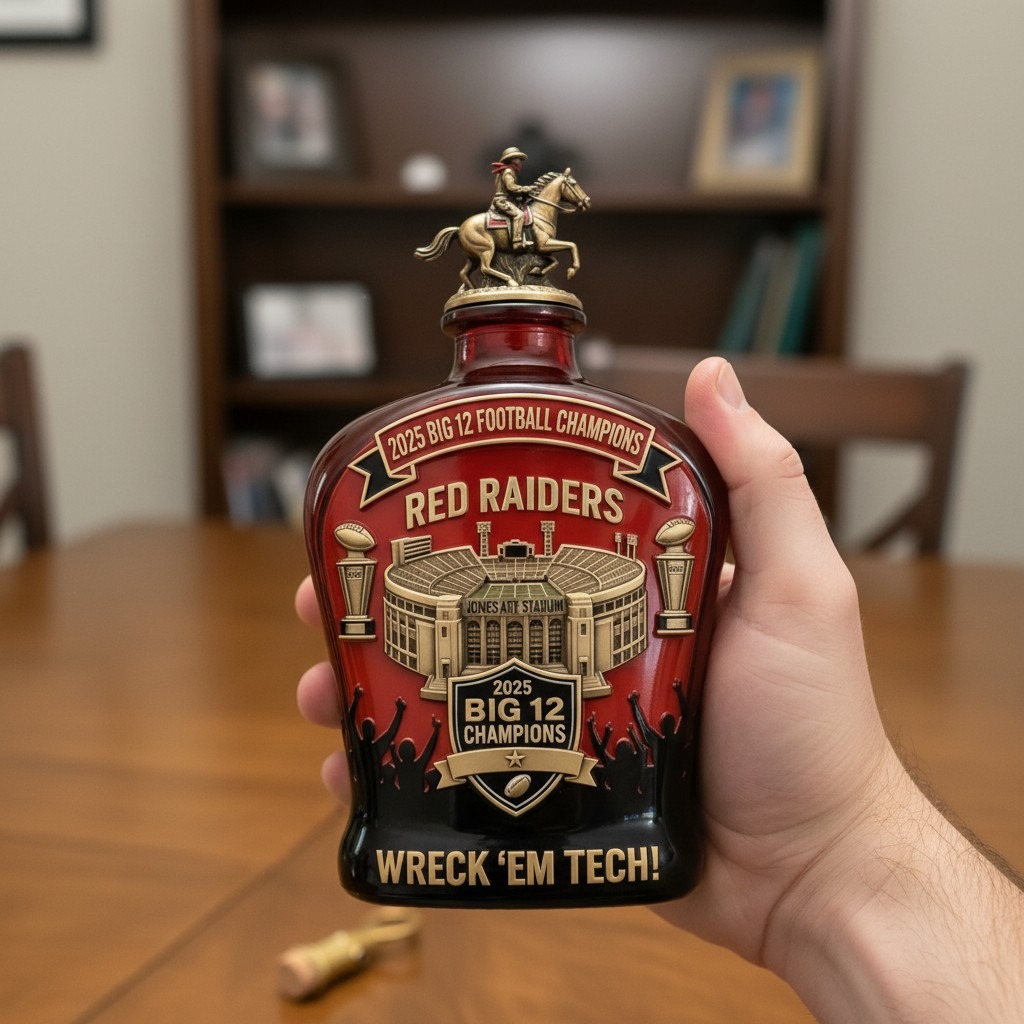 2025 BIG 12 FOOTBALL CHAMPIONS
RED RAIDERS
JONES AT&T STADIUM
2025
BIG 12
CHAMPIONS
WRECK 'EM TECH!